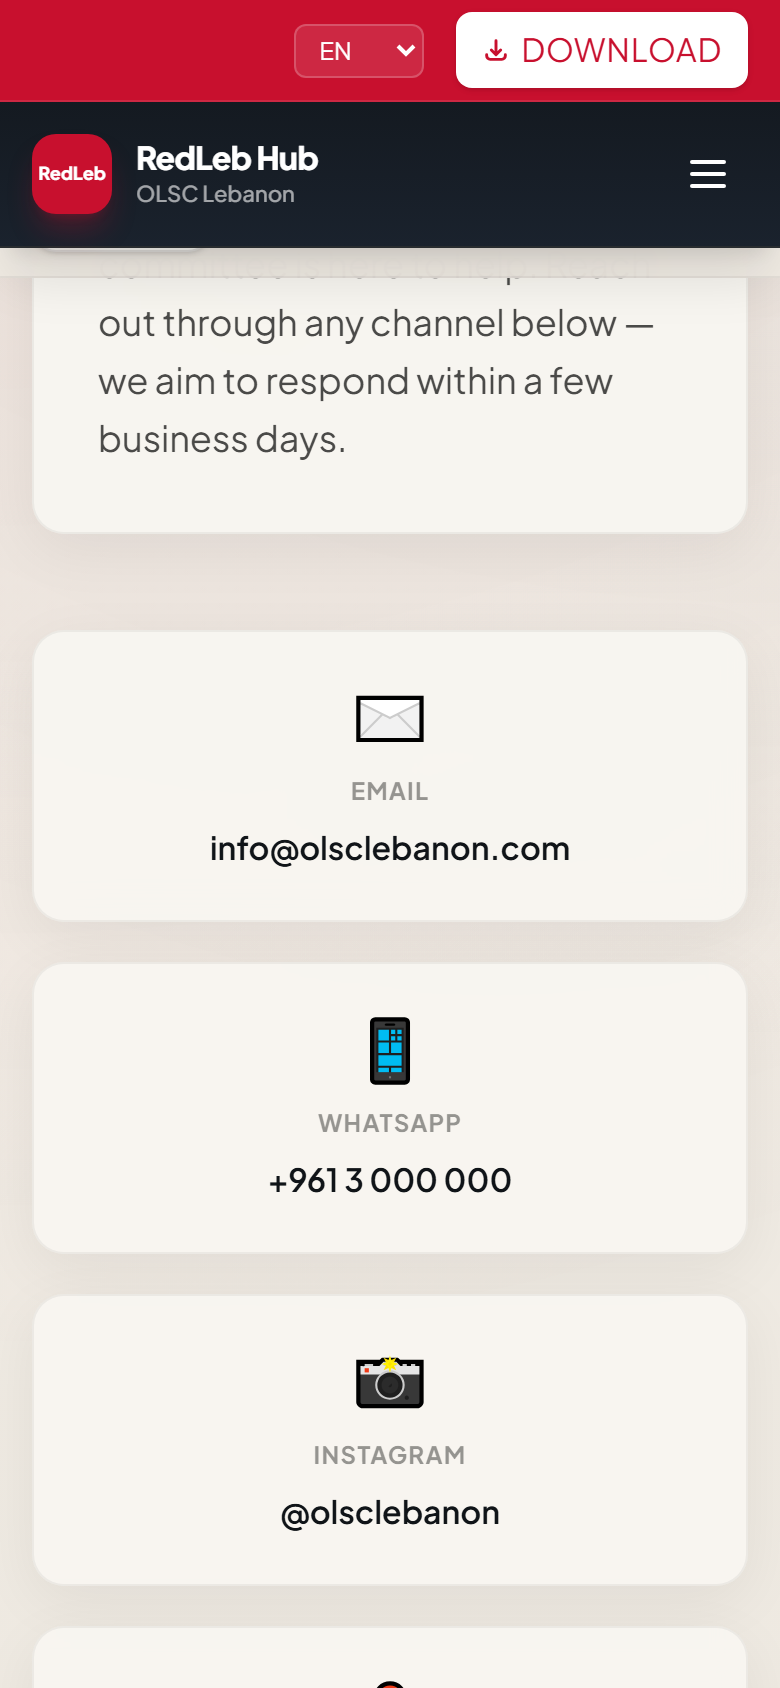 EN
DOWNLOAD
RedLeb
RedLeb Hub
OLSC Lebanon
out through any channel below —
we aim to respond within a few
business days.
EMAIL
info@olsclebanon.com
WHATSAPP
+961 3 000 000
INSTAGRAM
@olsclebanon